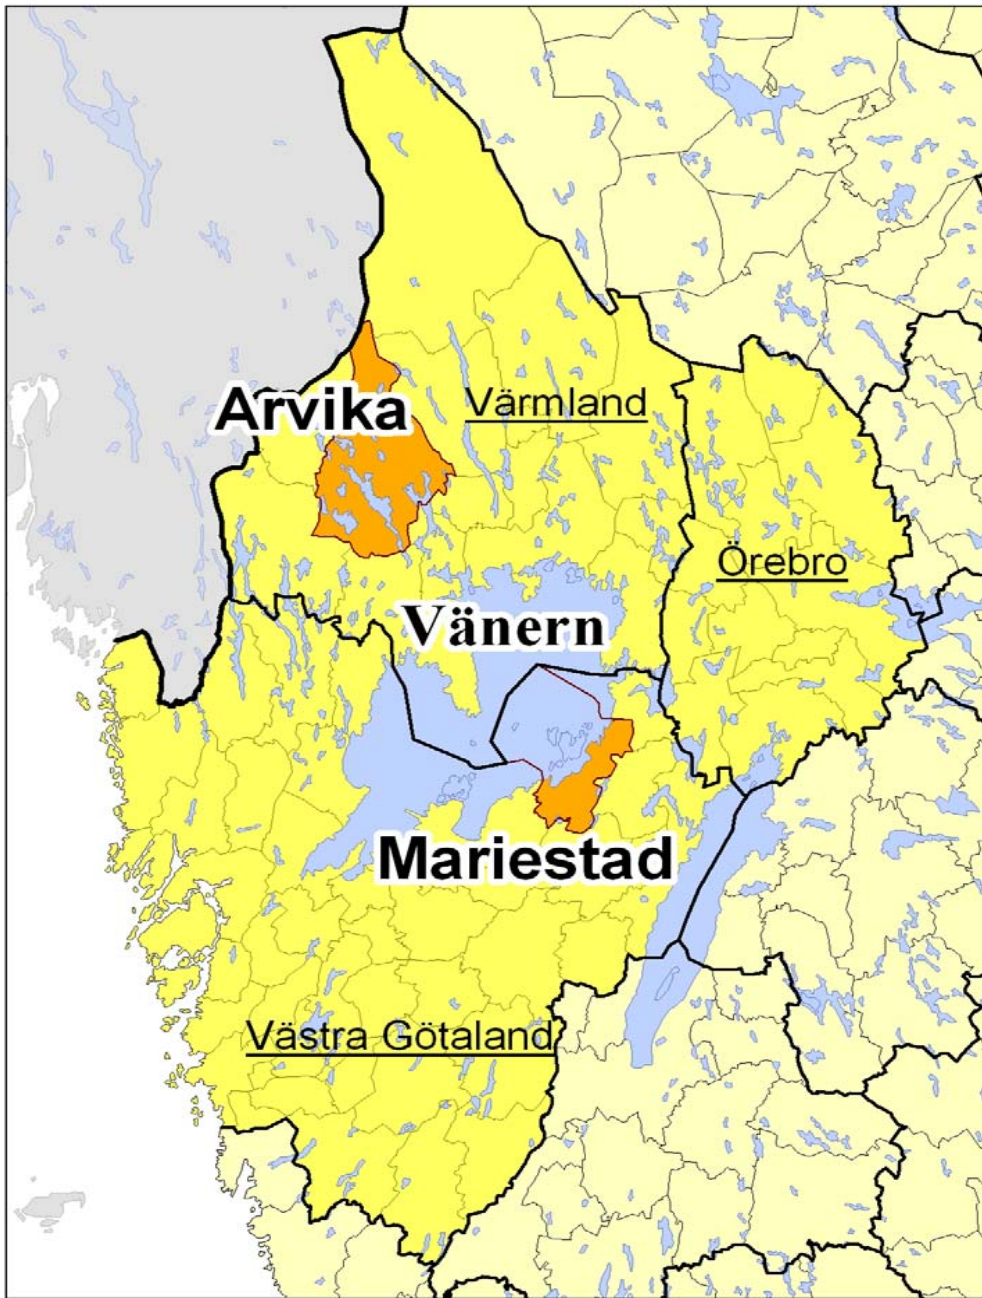 Arvika
Värmland
Örebro
Vänern
Mariestad
Västra Götaland